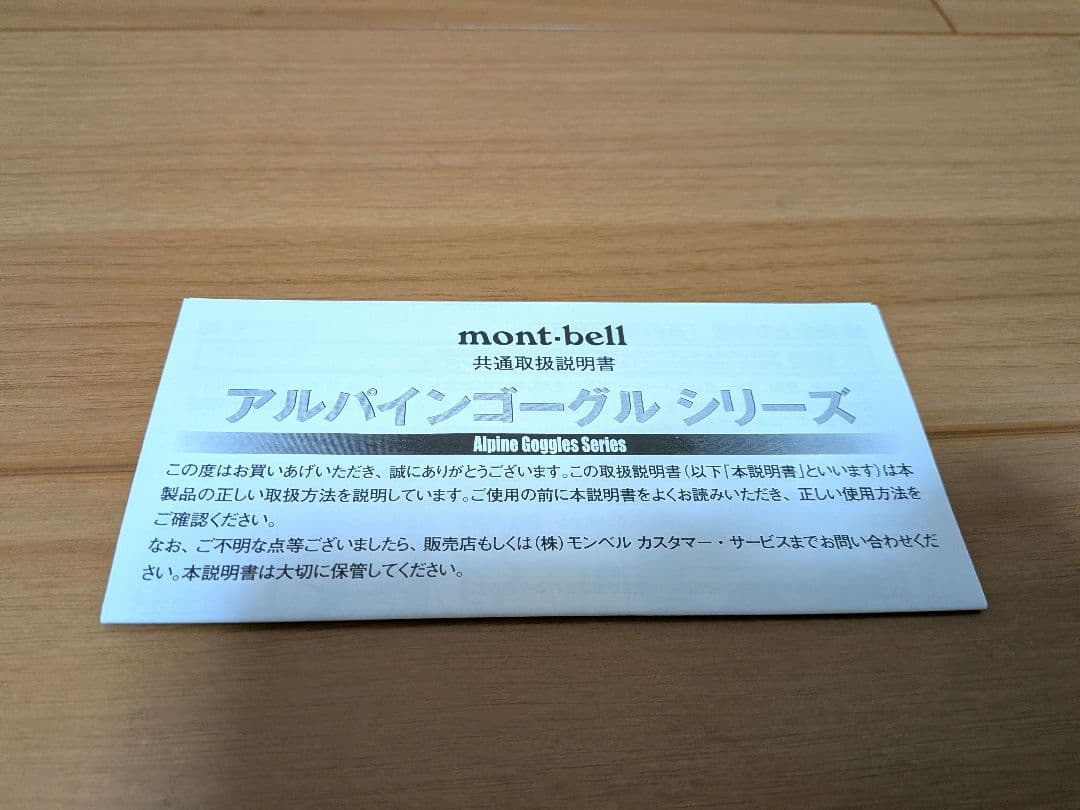 mont・bell
共通取扱説明書
アルパインゴーグル シリーズ
Alpine Goggles Series
この度はお買いあげいただき、誠にありがとうございます。この取扱説明書(以下「本説明書」といいます)は本
製品の正しい取扱方法を説明しています。ご使用の前に本説明書をよくお読みいただき、正しい使用方法を
ご確認ください。
なお、ご不明な点等ございましたら、販売店もしくは(株)モンベル カスタマー・サービスまでお問い合わせくだ
さい。本説明書は大切に保管してください。